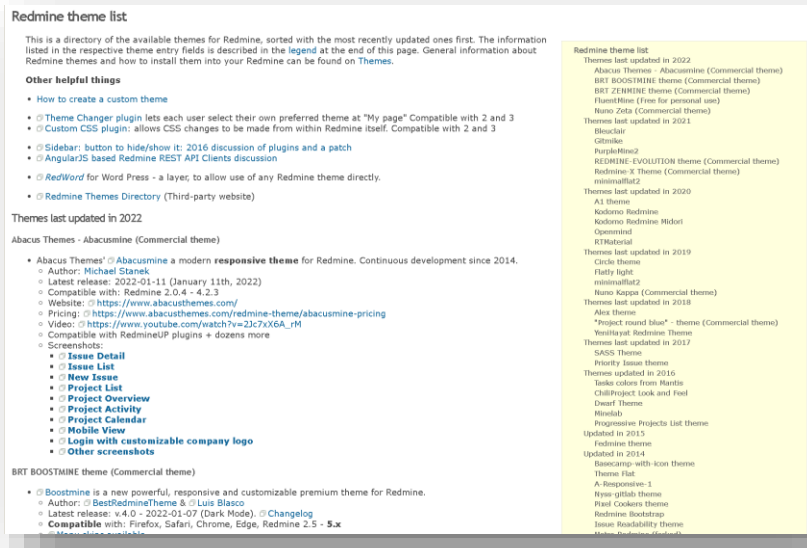 Redmine theme list
This is a directory of the available themes for Redmine, sorted with the most recently updated ones first. The information
listed in the respective theme entry fields is described in the legend at the end of this page. General information about
Redmine themes and how to install them into your Redmine can be found on Themes.
Other helpful things
How to create a custom theme
Theme Changer plugin lets each user select their own preferred theme at "My page" Compatible with 2 and 3
Custom CSS plugin: allows CSS changes to be made from within Redmine itself. Compatible with 2 and 3
Sidebar: button to hide/show it: 2016 discussion of plugins and a patch
AngularJS based Redmine REST API Clients discussion
RedWord for Word Press - a layer, to allow use of any Redmine theme directly.
Redmine Themes Directory (Third-party website)
Themes last updated in 2022
Abacus Themes - Abacusmine (Commercial theme)
Abacus Themes' Abacusmine a modern responsive theme for Redmine. Continuous development since 2014.
Author: Michael Stanek
Latest release: 2022-01-11 (January 11th, 2022)
Compatible with: Redmine 2.0.4 - 4.2.3
Website: https://www.abacusthemes.com/
Pricing: https://www.abacusthemes.com/redmine-theme/abacusmine-pricing
Video: https://www.youtube.com/watch?v=2Jc7xX6A_rM
Compatible with RedmineUP plugins + dozens more
Screenshots:
Issue Detail
Issue List
New Issue
Project List
Project Overview
Project Activity
Project Calendar
Mobile View
Login with customizable company logo
Other screenshots
BRT BOOSTMINE theme (Commercial theme)
Boostmine is a new powerful, responsive and customizable premium theme for Redmine.
Author: BestRedmineTheme & Luis Blasco
Latest release: v.4.0 - 2022-01-07 (Dark Mode). Changelog
Compatible with: Firefox, Safari, Chrome, Edge, Redmine 2.5 - 5.x
Redmine theme list
Themes last updated in 2022
Abacus Themes - Abacusmine (Commercial theme)
BRT BOOSTMINE theme (Commercial theme)
BRT ZENMINE theme (Commercial theme)
FluentMine (Free for personal use)
Nuno Zeta (Commercial theme)
Themes last updated in 2021
Bleuclair
Gitmike
PurpleMine2
REDMINE-EVOLUTION theme (Commercial theme)
Redmine-X Theme (Commercial theme)
minimalflat2
Themes last updated in 2020
A1 theme
Kodomo Redmine
Kodomo Redmine Midori
Openmind
RTMaterial
Themes last updated in 2019
Circle theme
Flatly light
minimalflat2
Nuno Kappa (Commercial theme)
Themes last updated in 2018
Alex theme
"Project round blue" - theme (Commercial theme)
YeniHayat Redmine Theme
Themes last updated in 2017
SASS Theme
Priority Issue theme
Themes updated in 2016
Tasks colors from Mantis
ChiliProject Look and Feel
Dwarf Theme
Minelab
Progressive Projects List theme
Updated in 2015
Fedmine theme
Updated in 2014
Basecamp-with-icon theme
Theme Flat
A-Responsive-1
Nyso-gitlab theme
Pixel Cookers theme
Redmine Bootstrap
Issue Readability theme